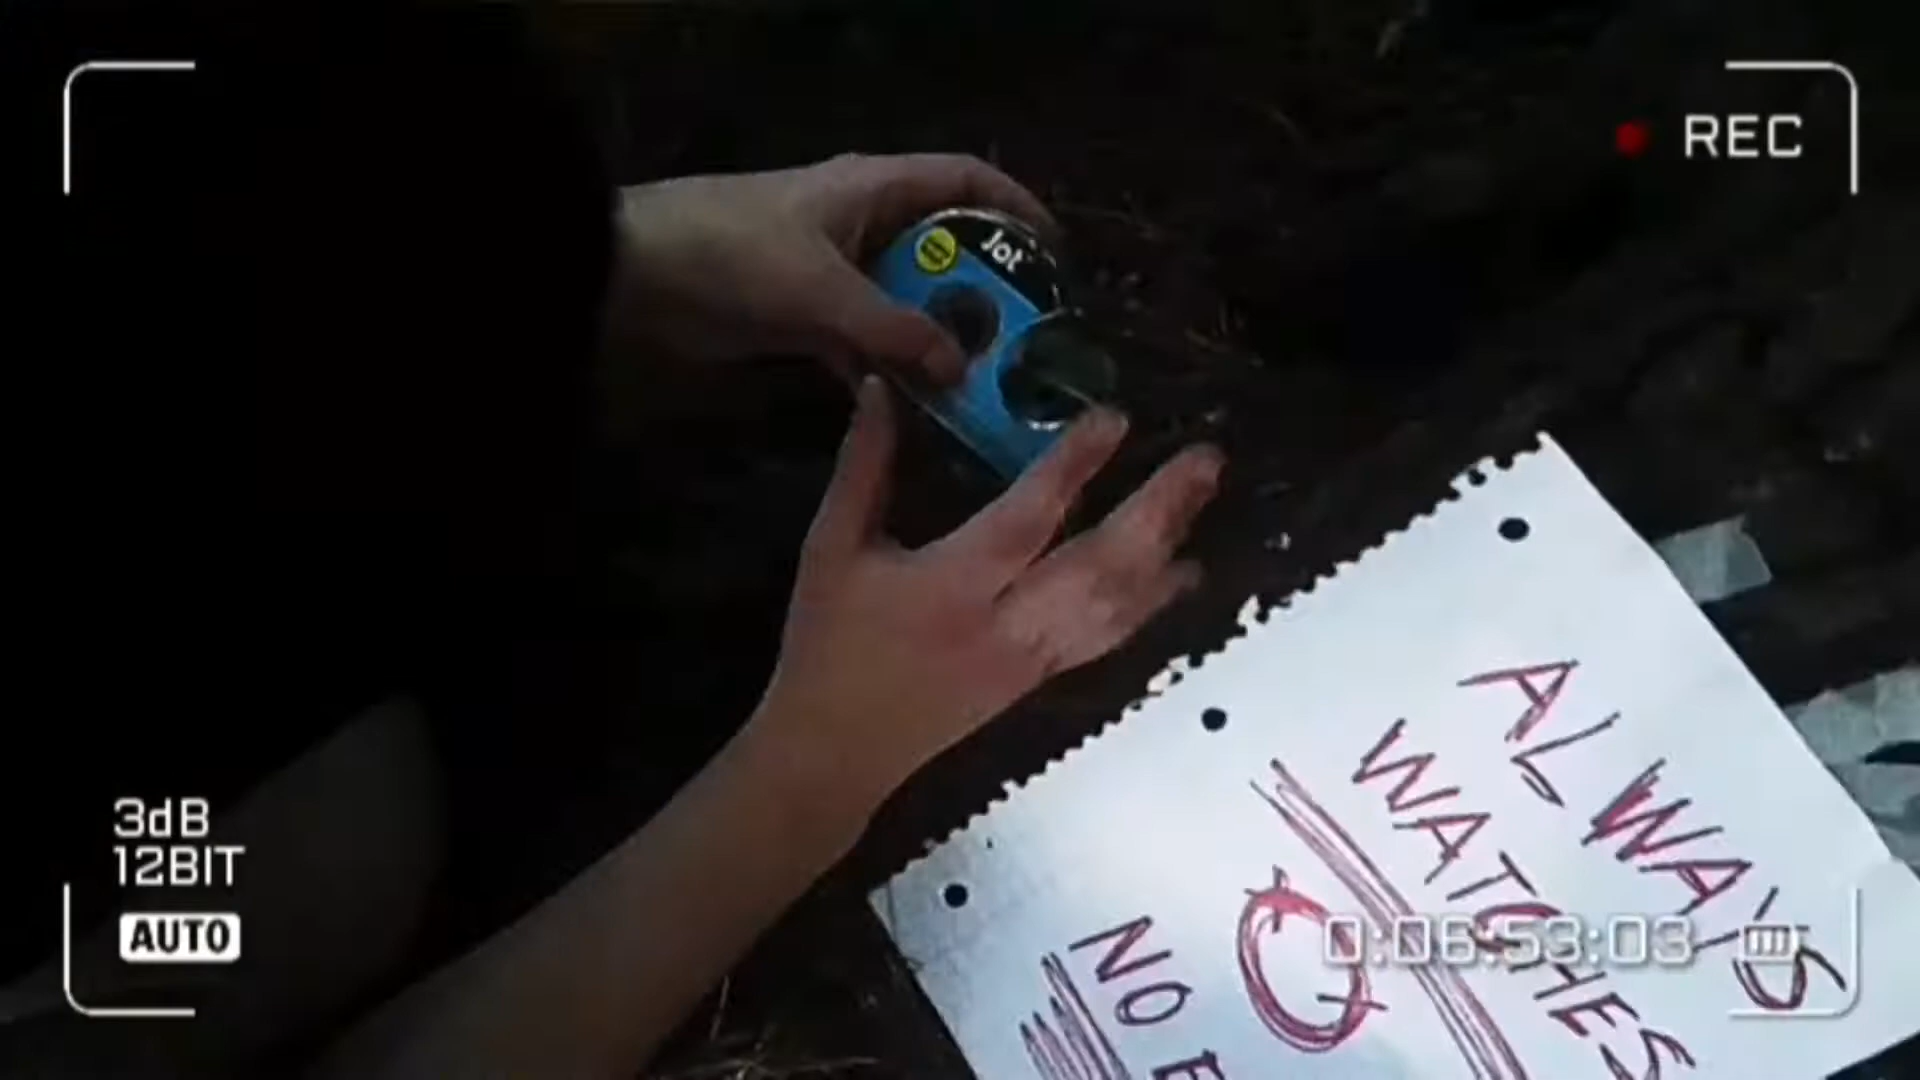 REC
Jot
ALWAYS
WATCHES
NO E
3dB
12BIT
AUTO
0:06:53:03